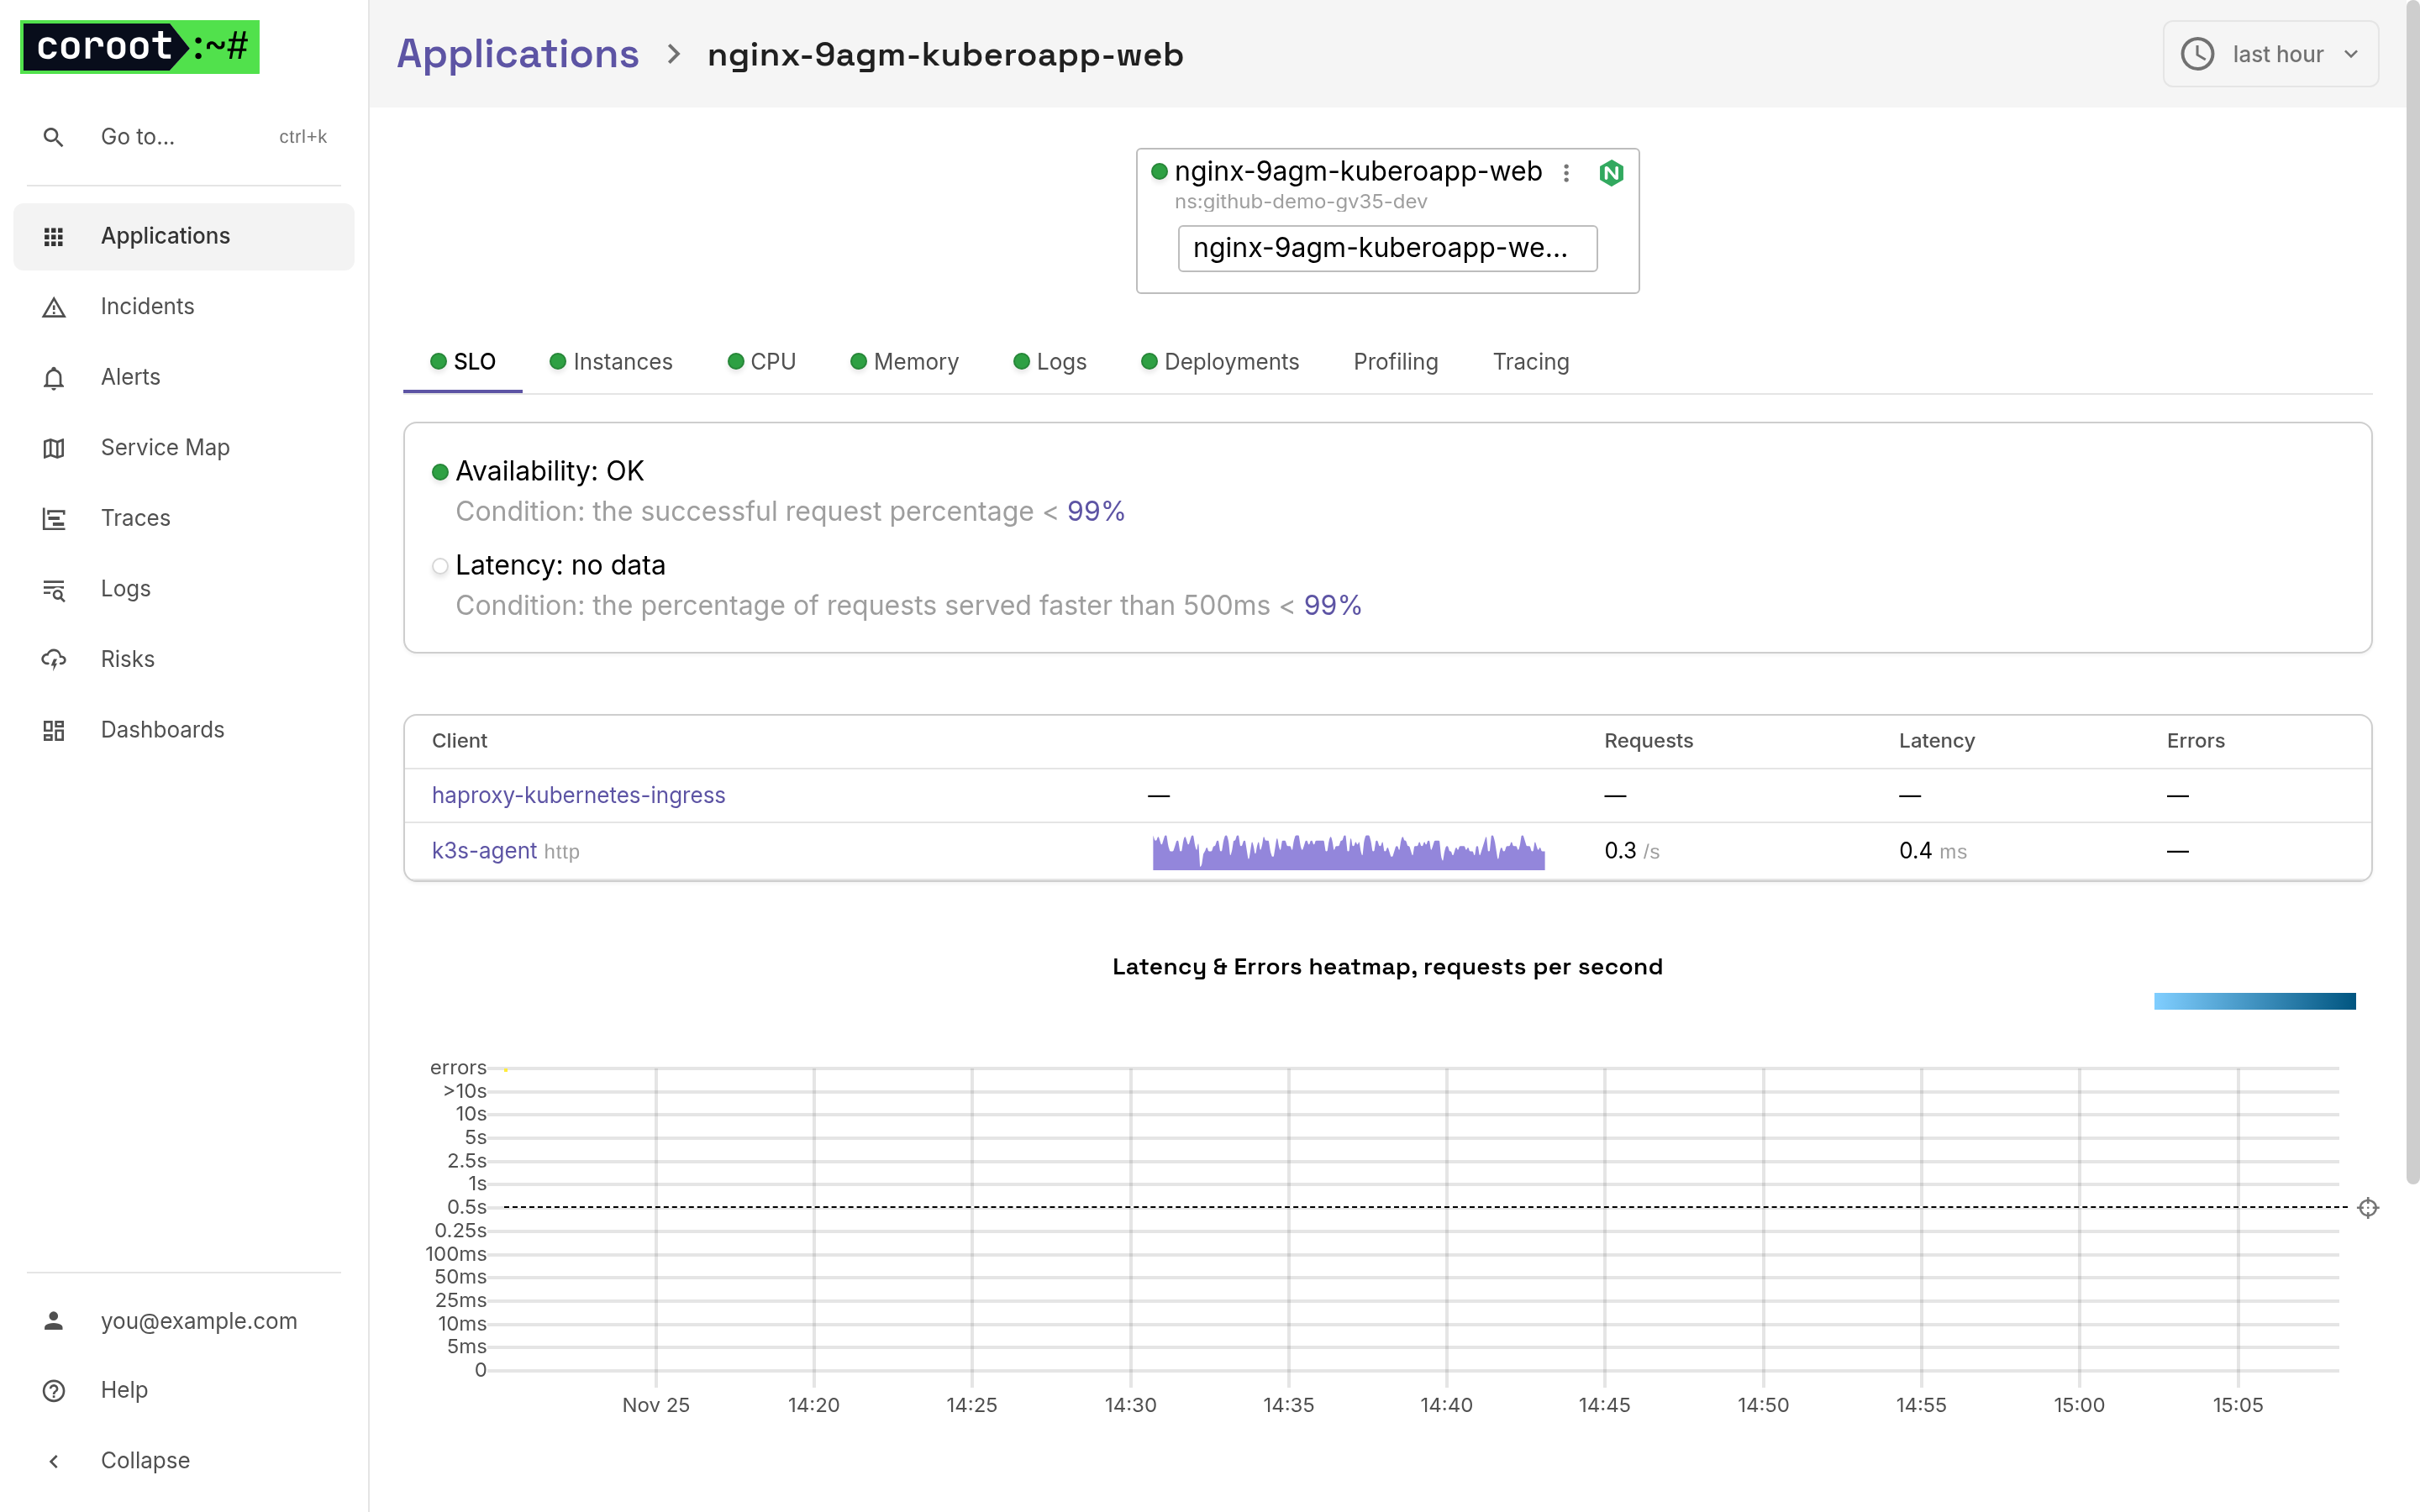 coroot:~#
Applications > nginx-9agm-kuberoapp-web
last hour
Go to... ctrl+k
Applications
Incidents
Alerts
Service Map
Traces
Logs
Risks
Dashboards
you@example.com
Help
Collapse
nginx-9agm-kuberoapp-web
ns:github-demo-gv35-dev
nginx-9agm-kuberoapp-we...
SLO Instances CPU Memory Logs Deployments Profiling Tracing
Availability: OK
Condition: the successful request percentage < 99%
Latency: no data
Condition: the percentage of requests served faster than 500ms < 99%
Client Requests Latency Errors
haproxy-kubernetes-ingress — — — —
k3s-agent http 0.3 /s 0.4 ms —
Latency & Errors heatmap, requests per second
errors
>10s
10s
5s
2.5s
1s
0.5s
0.25s
100ms
50ms
25ms
10ms
5ms
0
Nov 25 14:20 14:25 14:30 14:35 14:40 14:45 14:50 14:55 15:00 15:05